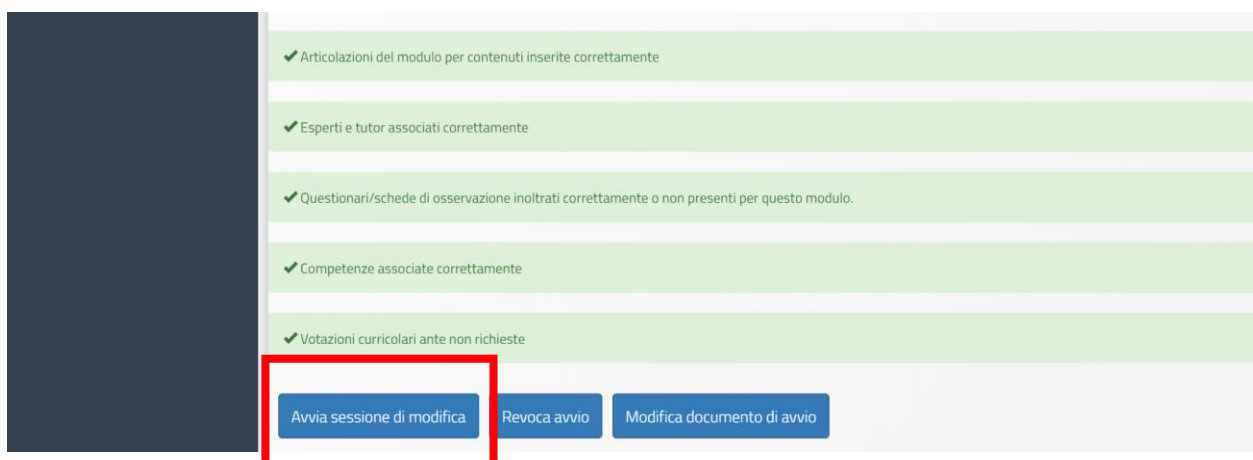 ✔ Articolazioni del modulo per contenuti inserite correttamente
✔ Esperti e tutor associati correttamente
✔ Questionari/schede di osservazione inoltrati correttamente o non presenti per questo modulo.
✔ Competenze associate correttamente
✔ Votazioni curricolari ante non richieste
Avvia sessione di modifica Revoca avvio Modifica documento di avvio